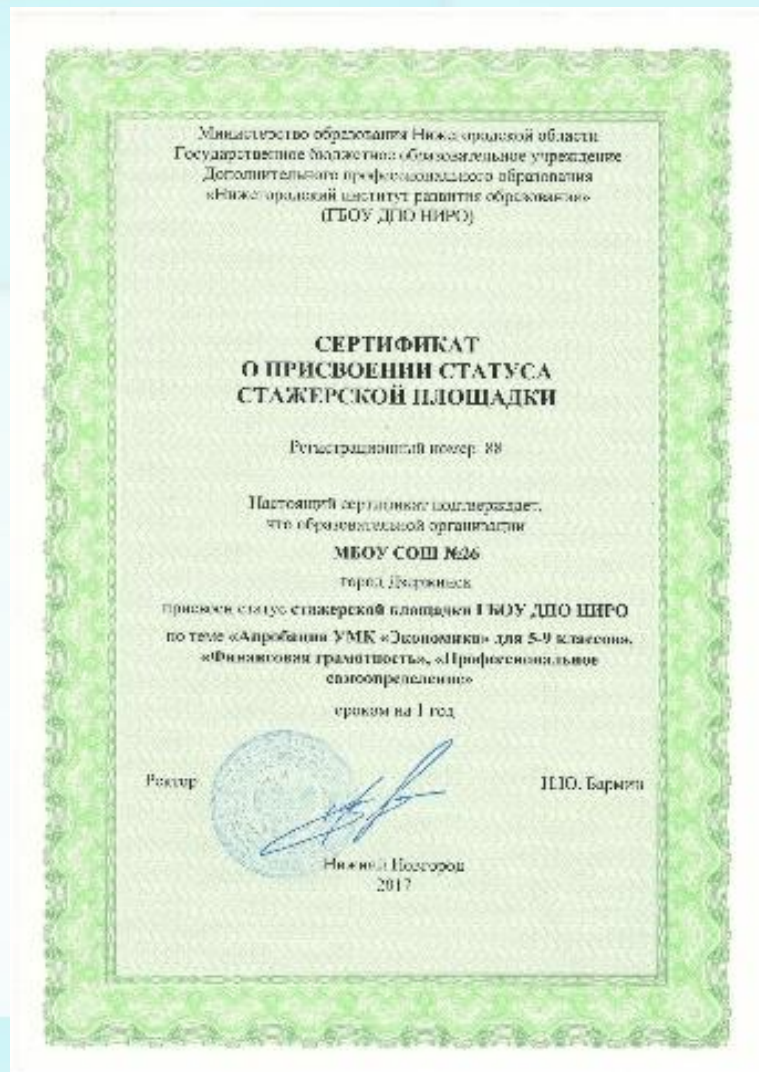 Министерство образования Нижегородской области
Государственное бюджетное образовательное учреждение
Дополнительного профессионального образования
«Нижегородский институт развития образования»
(ГБОУ ДПО НИРО)
СЕРТИФИКАТ
О ПРИСВОЕНИИ СТАТУСА
СТАЖЕРСКОЙ ПЛОЩАДКИ
Регистрационный номер 88
Настоящий сертификат подтверждает,
что образовательной организации
МБОУ СОШ №26
город Дзержинск
присвоен статус стажерской площадки ГБОУ ДПО НИРО
по теме «Апробация УМК «Экономика» для 5-9 классов»,
«Финансовая грамотность», «Профессиональное
самоопределение»
сроком на 1 год
Ректор
Н.Ю. Бармин
Нижний Новгород
2017